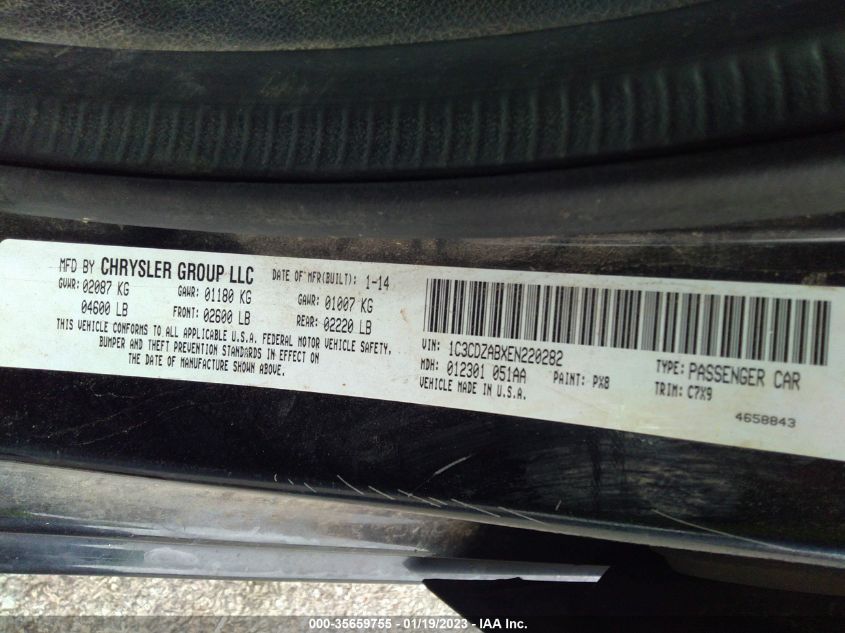 MFD BY CHRYSLER GROUP LLC DATE OF MFR(BUILT): 1-14
GVWR: 02087 KG GAWR: 01180 KG GAWR: 01007 KG
04600 LB FRONT: 02600 LB REAR: 02220 LB
THIS VEHICLE CONFORMS TO ALL APPLICABLE U.S.A. FEDERAL MOTOR VEHICLE SAFETY,
BUMPER AND THEFT PREVENTION STANDARDS IN EFFECT ON
THE DATE OF MANUFACTURE SHOWN ABOVE.
VIN: 1C3CDZABXEN220282 TYPE: PASSENGER CAR
MDH: 012301 051AA PAINT: PX8 TRIM: C7X9
VEHICLE MADE IN U.S.A.
4658843
000-35659755 - 01/19/2023 - IAA Inc.